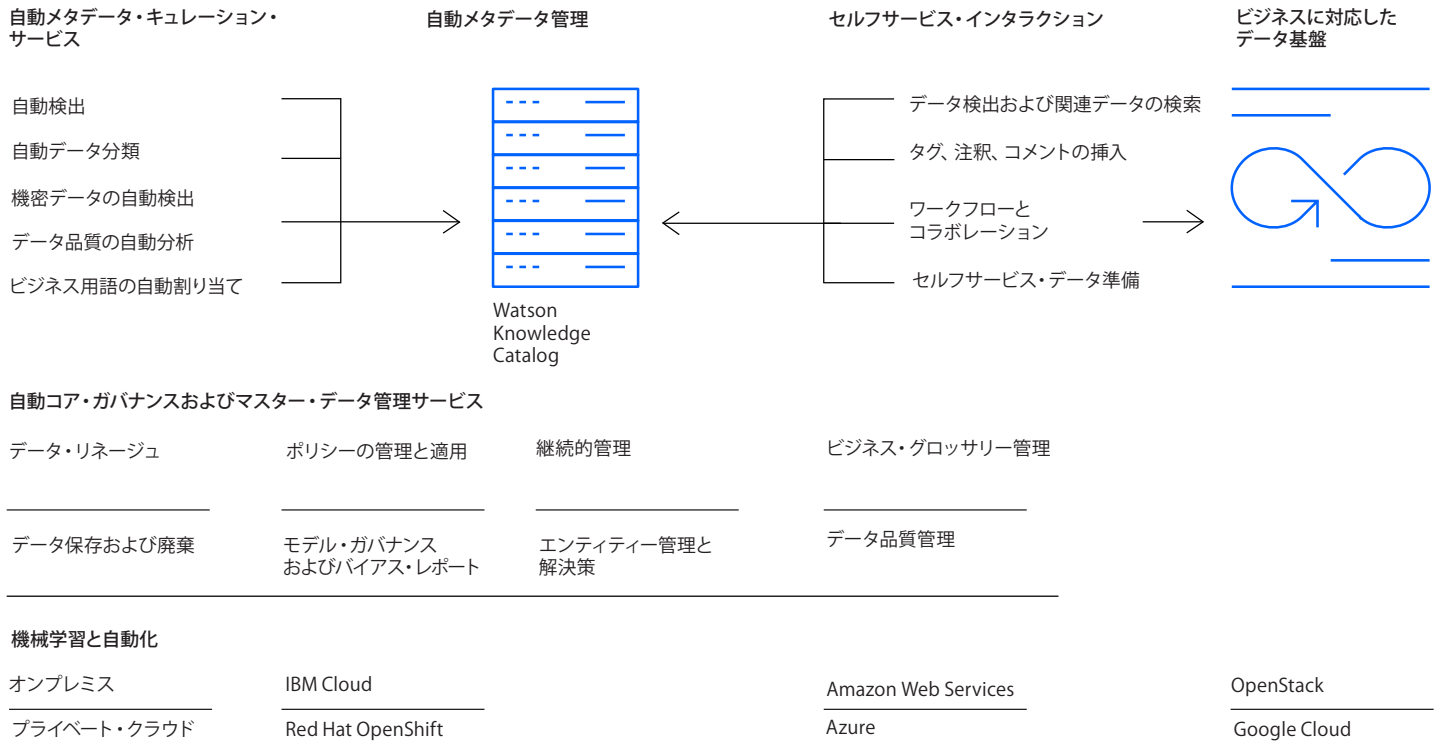 自動メタデータ・キュレーション・
サービス
自動メタデータ管理
セルフサービス・インタラクション
ビジネスに対応した
データ基盤
自動検出
自動データ分類
機密データの自動検出
データ品質の自動分析
ビジネス用語の自動割り当て
Watson
Knowledge
Catalog
データ検出および関連データの検索
タグ、注釈、コメントの挿入
ワークフローと
コラボレーション
セルフサービス・データ準備
自動コア・ガバナンスおよびマスター・データ管理サービス
データ・リネージュ
ポリシーの管理と適用
継続的管理
ビジネス・グロッサリー管理
データ保存および廃棄
モデル・ガバナンス
およびバイアス・レポート
エンティティー管理と
解決策
データ品質管理
機械学習と自動化
オンプレミス
IBM Cloud
Amazon Web Services
OpenStack
プライベート・クラウド
Red Hat OpenShift
Azure
Google Cloud